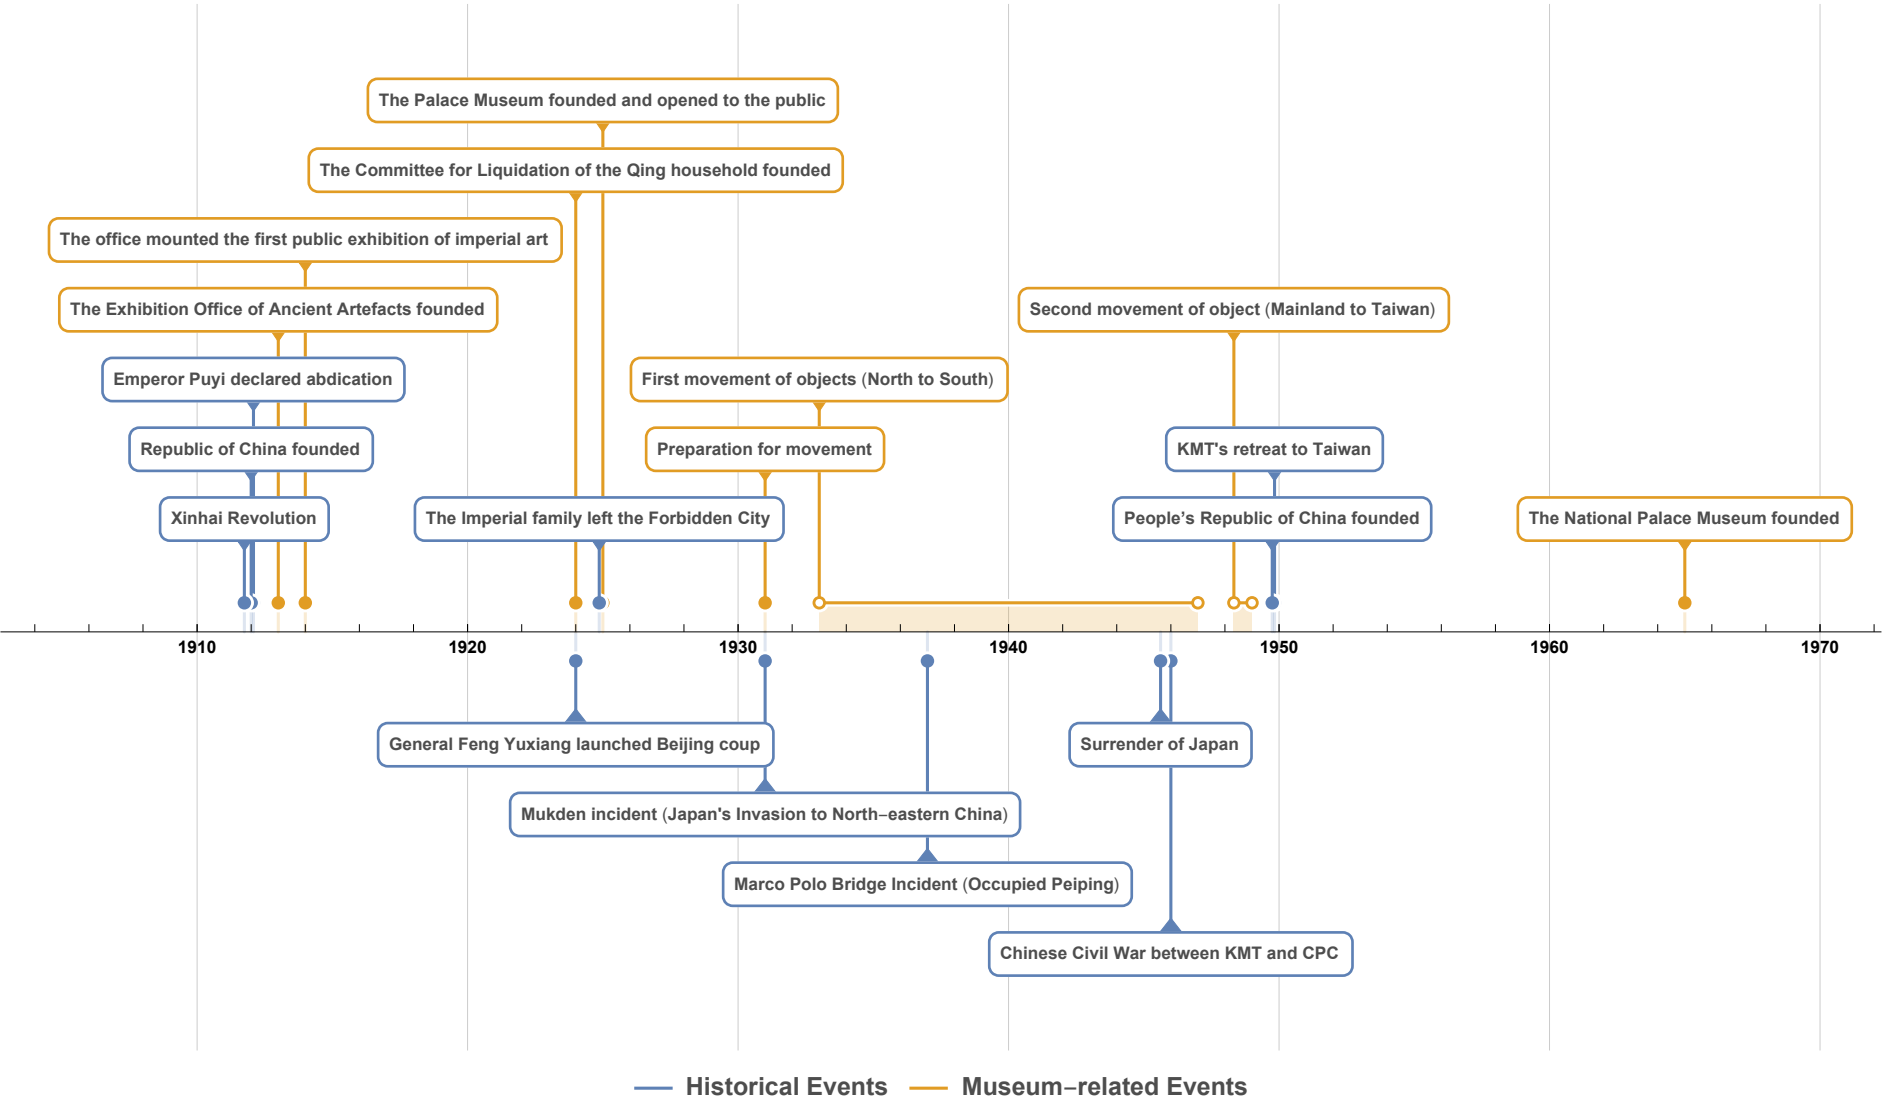 The Palace Museum founded and opened to the public
The Committee for Liquidation of the Qing household founded
The office mounted the first public exhibition of imperial art
The Exhibition Office of Ancient Artefacts founded
Second movement of object (Mainland to Taiwan)
Emperor Puyi declared abdication
First movement of objects (North to South)
Republic of China founded
Preparation for movement
KMT's retreat to Taiwan
Xinhai Revolution
The Imperial family left the Forbidden City
People’s Republic of China founded
The National Palace Museum founded
1910 1920 1930 1940 1950 1960 1970
General Feng Yuxiang launched Beijing coup
Surrender of Japan
Mukden incident (Japan's Invasion to North−eastern China)
Marco Polo Bridge Incident (Occupied Peiping)
Chinese Civil War between KMT and CPC
Historical Events Museum−related Events